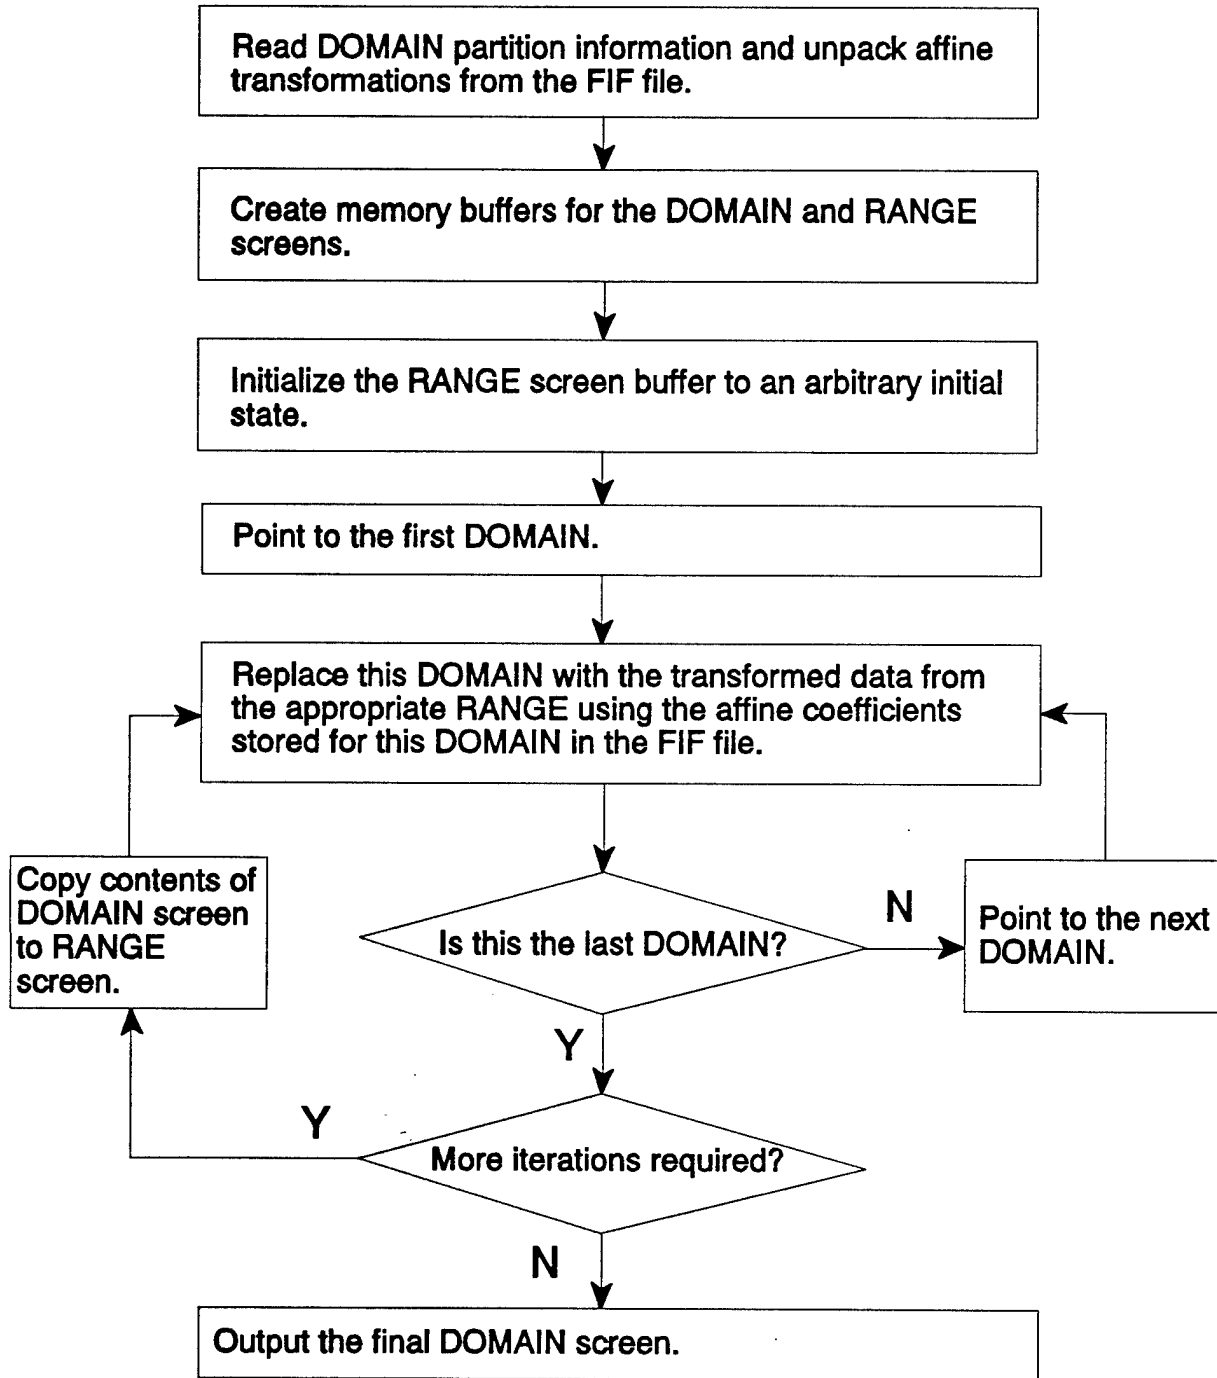 Read DOMAIN partition information and unpack affine
transformations from the FIF file.
Create memory buffers for the DOMAIN and RANGE
screens.
Initialize the RANGE screen buffer to an arbitrary initial
state.
Point to the first DOMAIN.
Replace this DOMAIN with the transformed data from
the appropriate RANGE using the affine coefficients
stored for this DOMAIN in the FIF file.
Copy contents of
DOMAIN screen
to RANGE
screen.
Is this the last DOMAIN?
N
Point to the next
DOMAIN.
Y
Y
More iterations required?
N
Output the final DOMAIN screen.